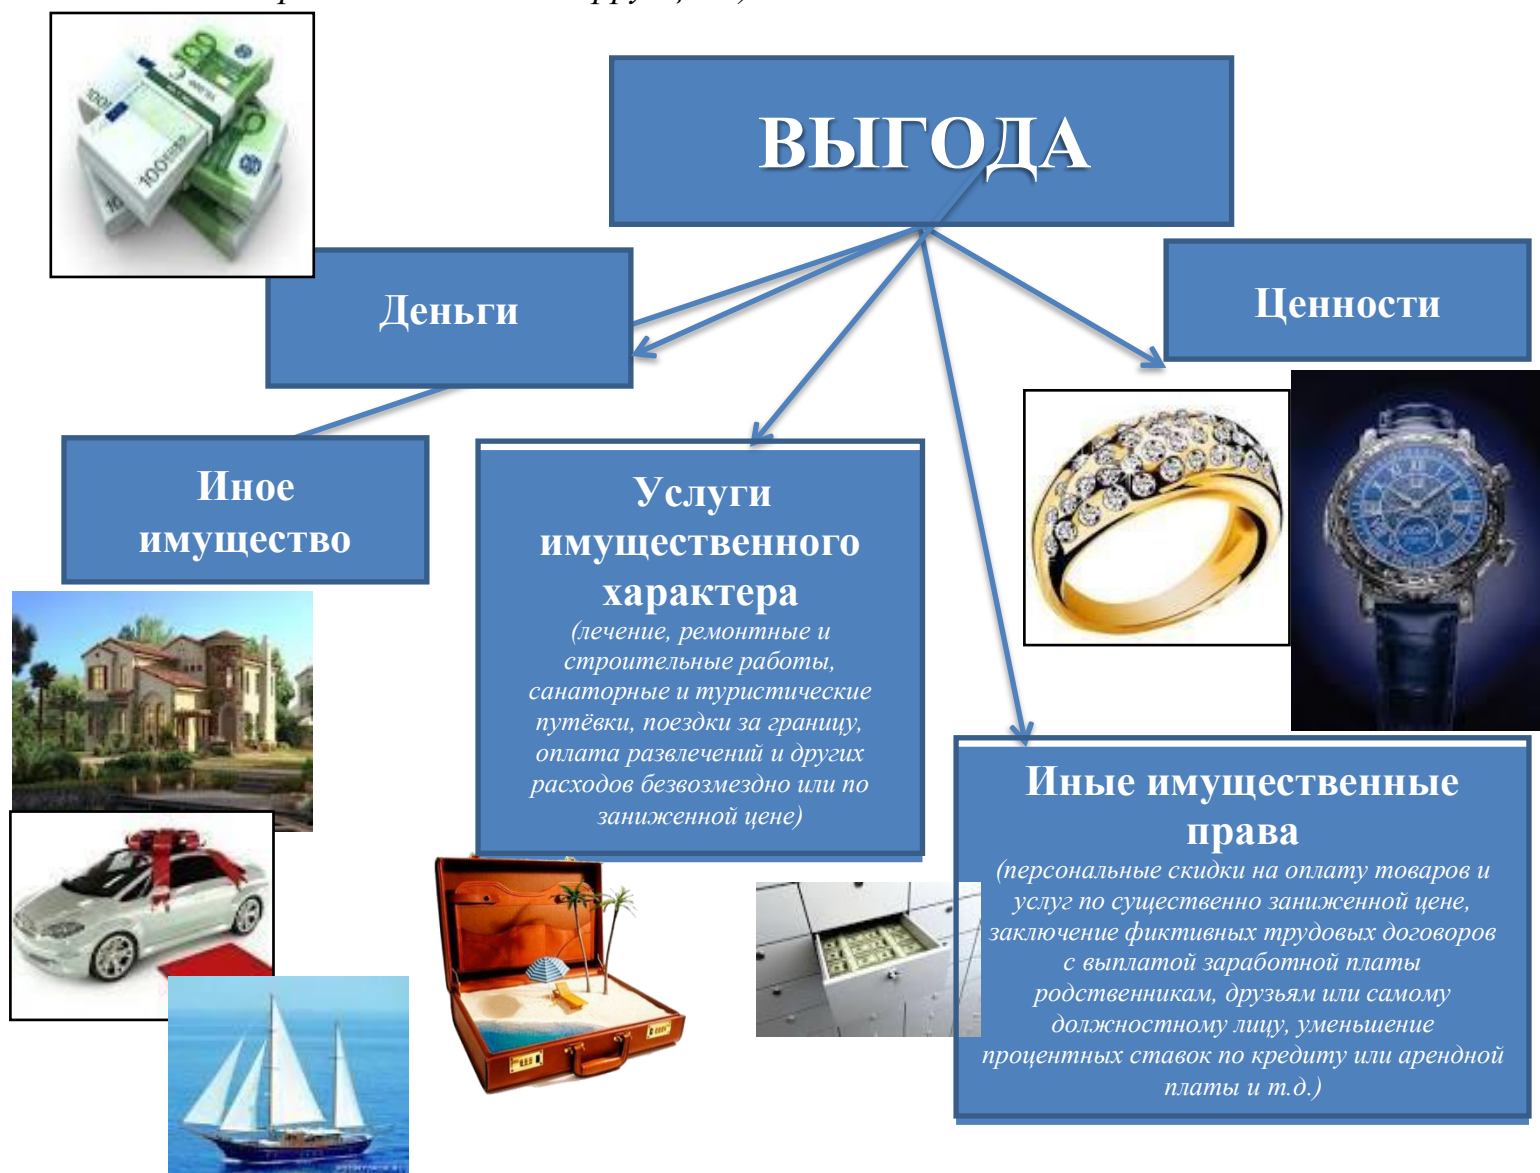 ВЫГОДА
Деньги
Ценности
Иное
имущество
Услуги
имущественного
характера
(лечение, ремонтные и
строительные работы,
санаторные и туристические
путёвки, поездки за границу,
оплата развлечений и других
расходов безвозмездно или по
заниженной цене)
Иные имущественные
права
(персональные скидки на оплату товаров и
услуг по существенно заниженной цене,
заключение фиктивных трудовых договоров
с выплатой заработной платы
родственникам, друзьям или самому
должностному лицу, уменьшение
процентных ставок по кредиту или арендной
платы и т.д.)
100
100